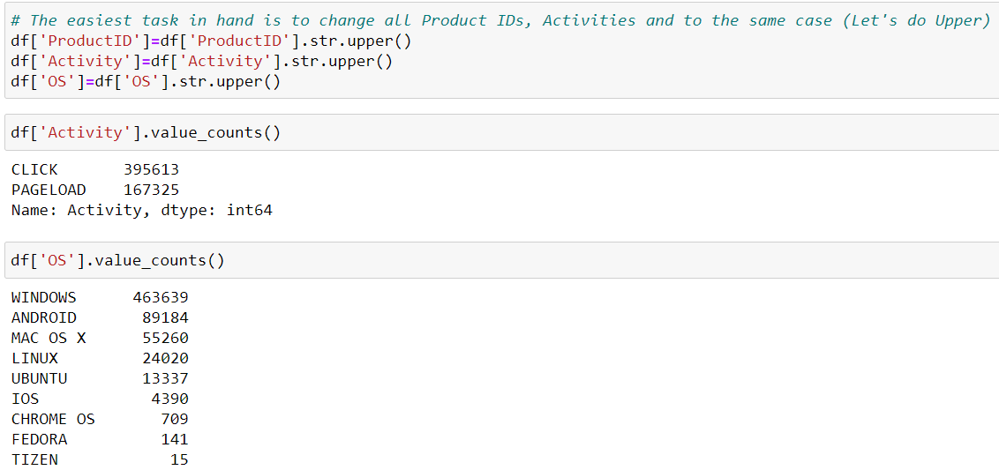 # The easiest task in hand is to change all Product IDs, Activities and to the same case (Let's do Upper)
df['ProductID']=df['ProductID'].str.upper()
df['Activity']=df['Activity'].str.upper()
df['OS']=df['OS'].str.upper()
df['Activity'].value_counts()
CLICK       395613
PAGELOAD    167325
Name: Activity, dtype: int64
df['OS'].value_counts()
WINDOWS      463639
ANDROID       89184
MAC OS X      55260
LINUX         24020
UBUNTU        13337
IOS            4390
CHROME OS       709
FEDORA          141
TIZEN            15